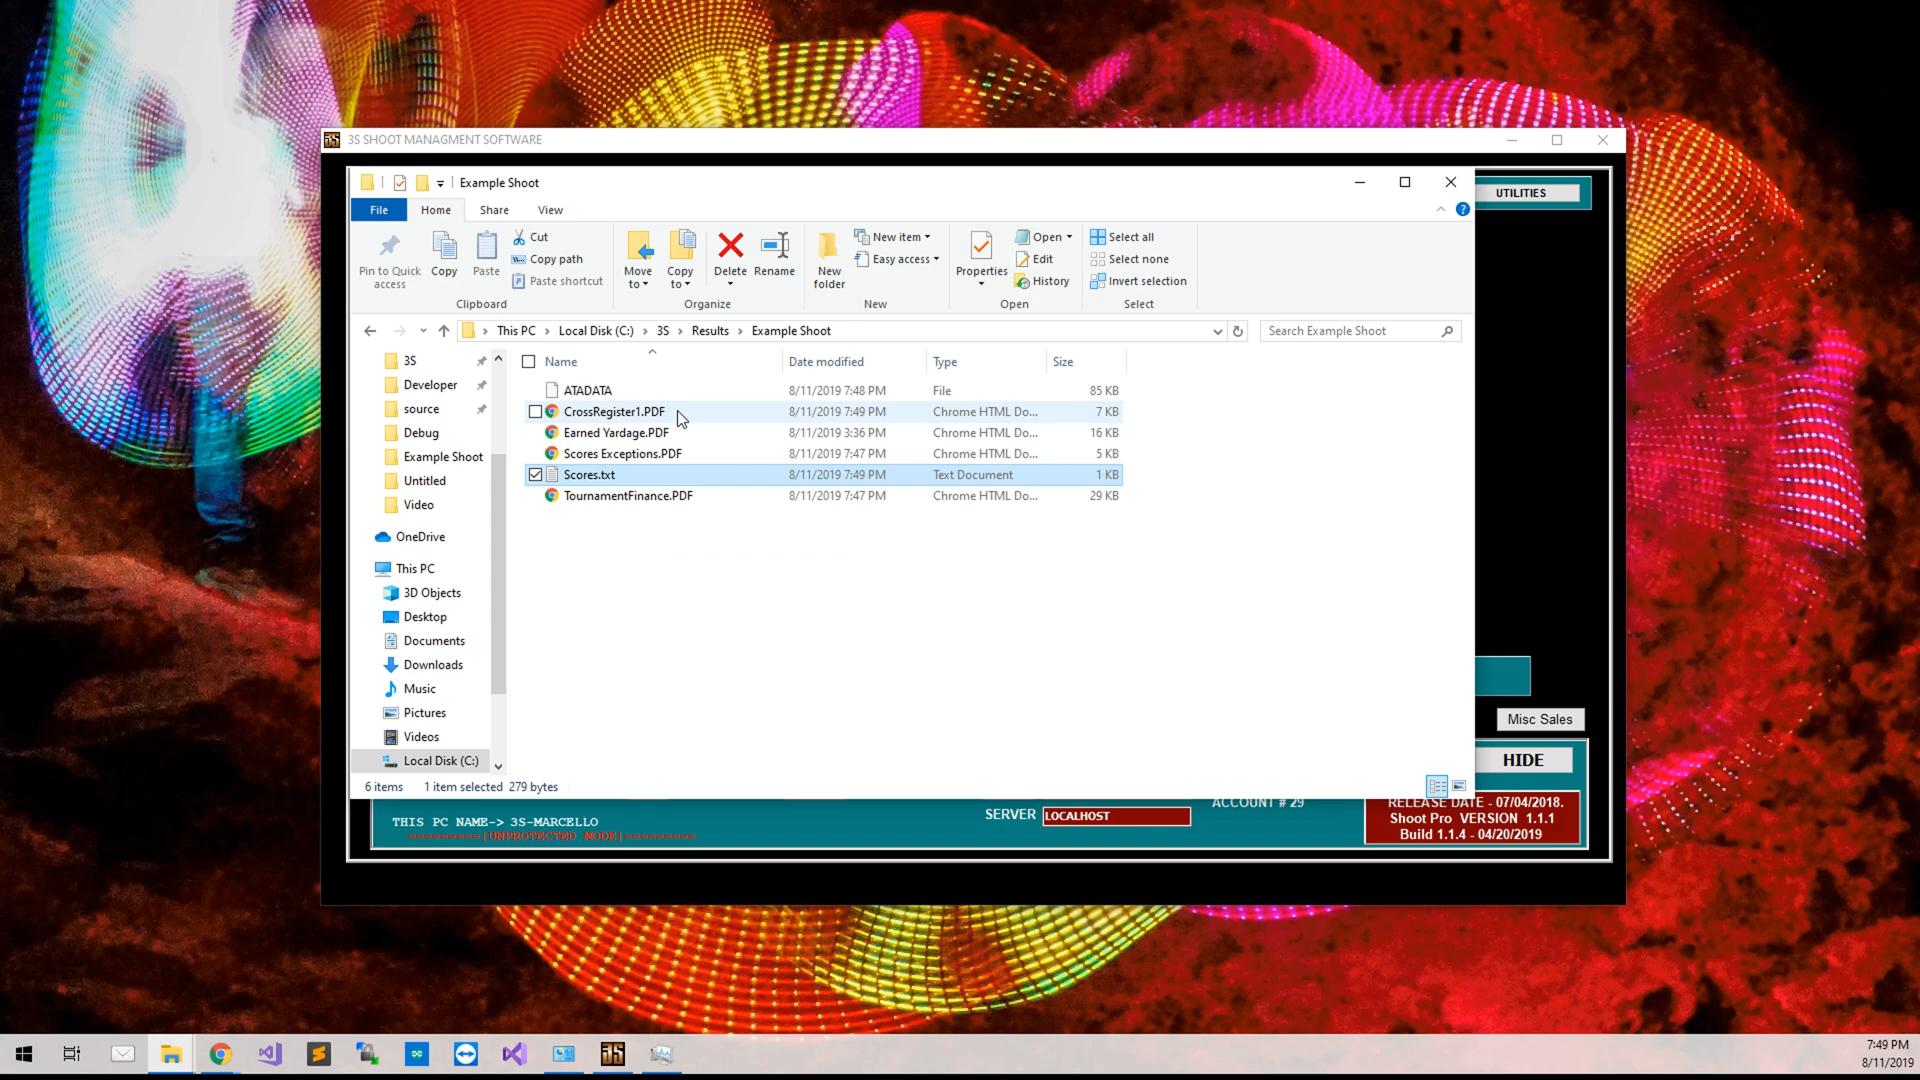 3S SHOOT MANAGMENT SOFTWARE
Example Shoot
UTILITIES
File Home Share View
Pin to Quick access
Copy
Paste
Cut
Copy path
Paste shortcut
Clipboard
Move to
Copy to
Delete
Rename
Organize
New folder
New item
Easy access
New
Properties
Open
Edit
History
Open
Select all
Select none
Invert selection
Select
This PC > Local Disk (C:) > 3S > Results > Example Shoot
Search Example Shoot
3S
Developer
source
Debug
Example Shoot
Untitled
Video
OneDrive
This PC
3D Objects
Desktop
Documents
Downloads
Music
Pictures
Videos
Local Disk (C:)
Name Date modified Type Size
ATADATA 8/11/2019 7:48 PM File 85 KB
CrossRegister1.PDF 8/11/2019 7:49 PM Chrome HTML Do... 7 KB
Earned Yardage.PDF 8/11/2019 3:36 PM Chrome HTML Do... 16 KB
Scores Exceptions.PDF 8/11/2019 7:47 PM Chrome HTML Do... 5 KB
Scores.txt 8/11/2019 7:49 PM Text Document 1 KB
TournamentFinance.PDF 8/11/2019 7:47 PM Chrome HTML Do... 29 KB
6 items 1 item selected 279 bytes
Misc Sales
HIDE
THIS PC NAME-> 3S-MARCELLO
----------(UNPROTECTED MODE)----------
SERVER LOCALHOST
ACCOUNT # 29
RELEASE DATE - 07/04/2018.
Shoot Pro VERSION 1.1.1
Build 1.1.4 - 04/20/2019
7:49 PM
8/11/2019